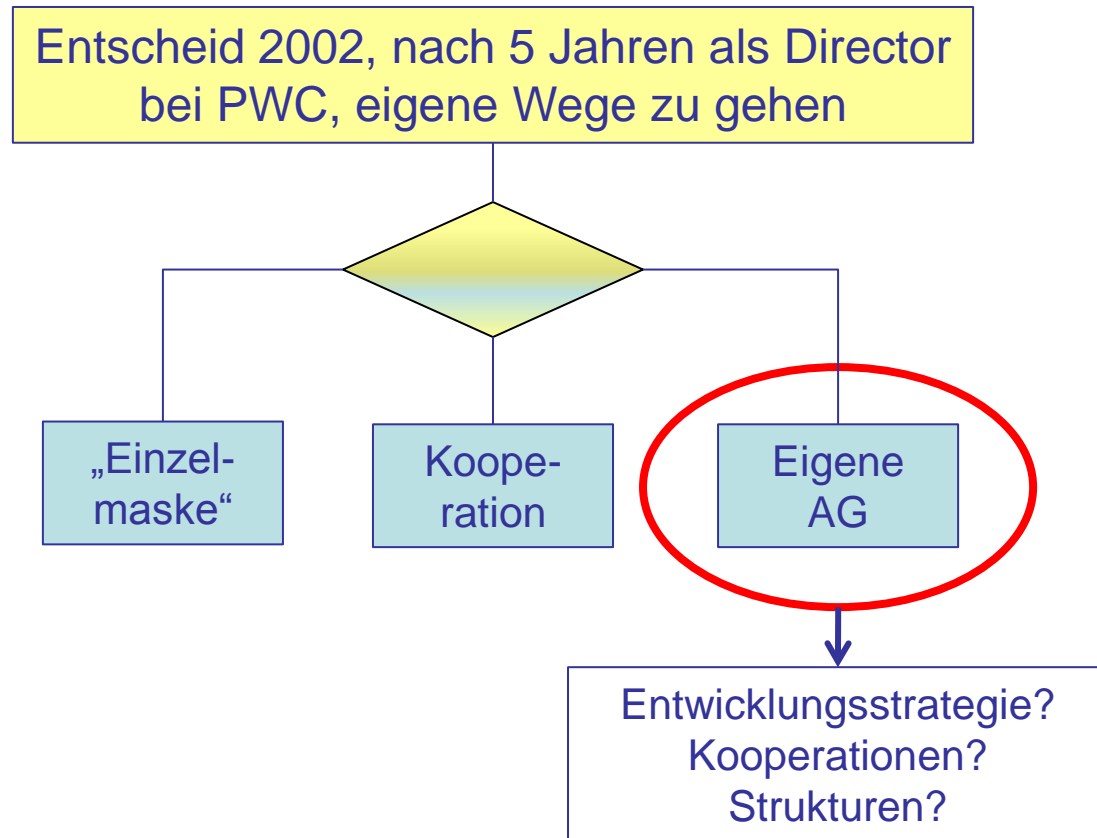 Entscheid 2002, nach 5 Jahren als Director
bei PWC, eigene Wege zu gehen
„Einzel-
maske“
Koope-
ration
Eigene
AG
Entwicklungsstrategie?
Kooperationen?
Strukturen?